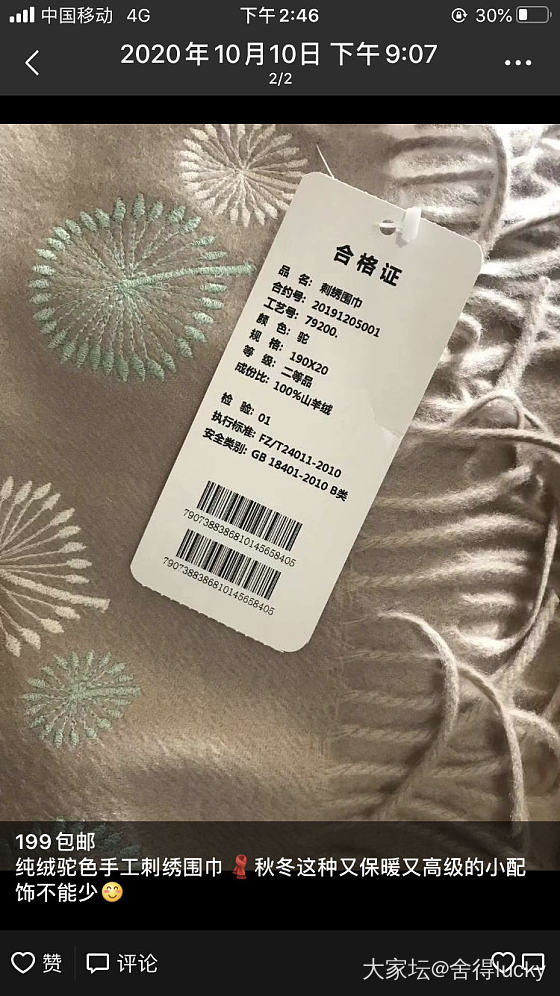 中国移动 4G 下午2:46 30%
2020年10月10日 下午9:07
2/2
合格证
品 名: 刺绣围巾
合约号: 20191205001
工艺号: 79200.
颜 色: 驼
规 格: 190X20
等 级: 二等品
成份比: 100%山羊绒
检 验: 01
执行标准: FZ/T24011-2010
安全类别: GB 18401-2010 B类
7907388386810145658405
7907388386810145658405
199包邮
纯绒驼色手工刺绣围巾🧣秋冬这种又保暖又高级的小配
饰不能少😊
赞 评论
大家坛@舍得lucky